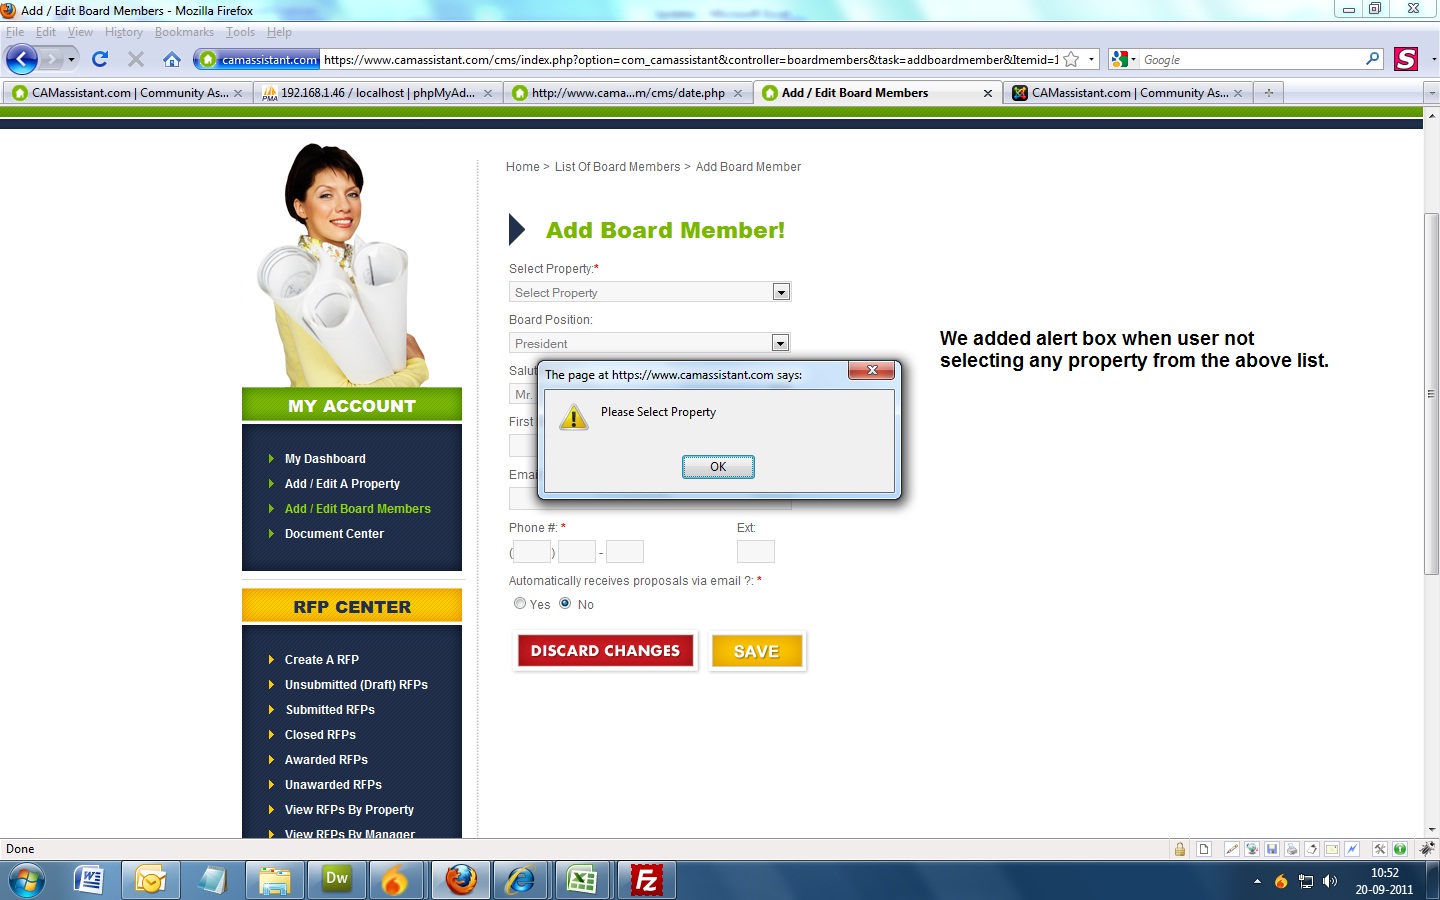 Add / Edit Board Members - Mozilla Firefox
File Edit View History Bookmarks Tools Help
camassistant.com https://www.camassistant.com/cms/index.php?option=com_camassistant&controller=boardmembers&task=addboardmember&Itemid=1
Google
S
CAMassistant.com | Community As...
PMA 192.168.1.46 / localhost | phpMyAd...
http://www.cama...m/cms/date.php
Add / Edit Board Members
CAMassistant.com | Community As...
Home > List Of Board Members > Add Board Member
Add Board Member!
Select Property:*
Select Property
Board Position:
President
We added alert box when user not
selecting any property from the above list.
Salut
Mr.
First
Emai
The page at https://www.camassistant.com says:
Please Select Property
OK
Phone #: * Ext:
( ) -
Automatically receives proposals via email ?: *
Yes No
DISCARD CHANGES SAVE
MY ACCOUNT
My Dashboard
Add / Edit A Property
Add / Edit Board Members
Document Center
RFP CENTER
Create A RFP
Unsubmitted (Draft) RFPs
Submitted RFPs
Closed RFPs
Awarded RFPs
Unawarded RFPs
View RFPs By Property
View RFPs By Manager
Done
Dw
Fz
10:52
20-09-2011